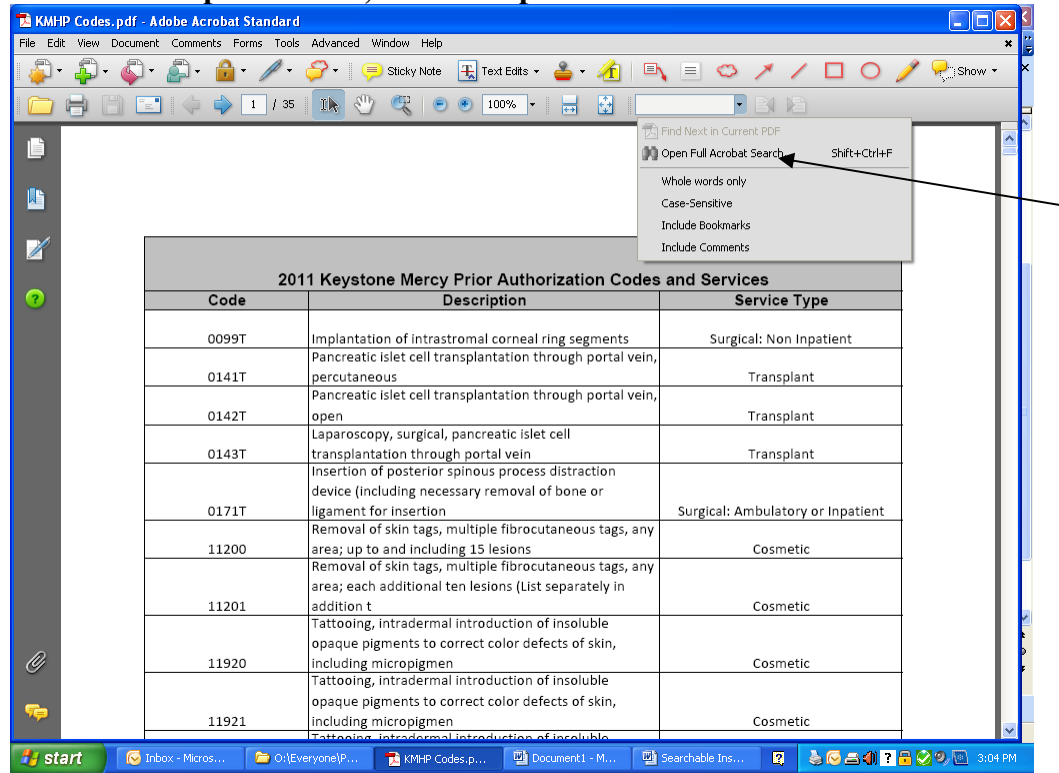 KMHP Codes.pdf - Adobe Acrobat Standard
File Edit View Document Comments Forms Tools Advanced Window Help
Sticky Note Text Edits Show
1 / 35 100%
Find Next in Current PDF
Open Full Acrobat Search Shift+Ctrl+F
Whole words only
Case-Sensitive
Include Bookmarks
Include Comments
2011 Keystone Mercy Prior Authorization Codes and Services
Code Description Service Type
0099T Implantation of intrastromal corneal ring segments Surgical: Non Inpatient
Pancreatic islet cell transplantation through portal vein,
0141T percutaneous Transplant
Pancreatic islet cell transplantation through portal vein,
0142T open Transplant
Laparoscopy, surgical, pancreatic islet cell
0143T transplantation through portal vein Transplant
Insertion of posterior spinous process distraction
device (including necessary removal of bone or
0171T ligament for insertion Surgical: Ambulatory or Inpatient
Removal of skin tags, multiple fibrocutaneous tags, any
11200 area; up to and including 15 lesions Cosmetic
Removal of skin tags, multiple fibrocutaneous tags, any
area; each additional ten lesions (List separately in
11201 addition t Cosmetic
Tattooing, intradermal introduction of insoluble
opaque pigments to correct color defects of skin,
11920 including micropigmen Cosmetic
Tattooing, intradermal introduction of insoluble
opaque pigments to correct color defects of skin,
11921 including micropigmen Cosmetic
Tattooing, intradermal introduction of insoluble
start Inbox - Micros... O:\Everyone\P... KMHP Codes.p... Document1 - M... Searchable Ins... 3:04 PM